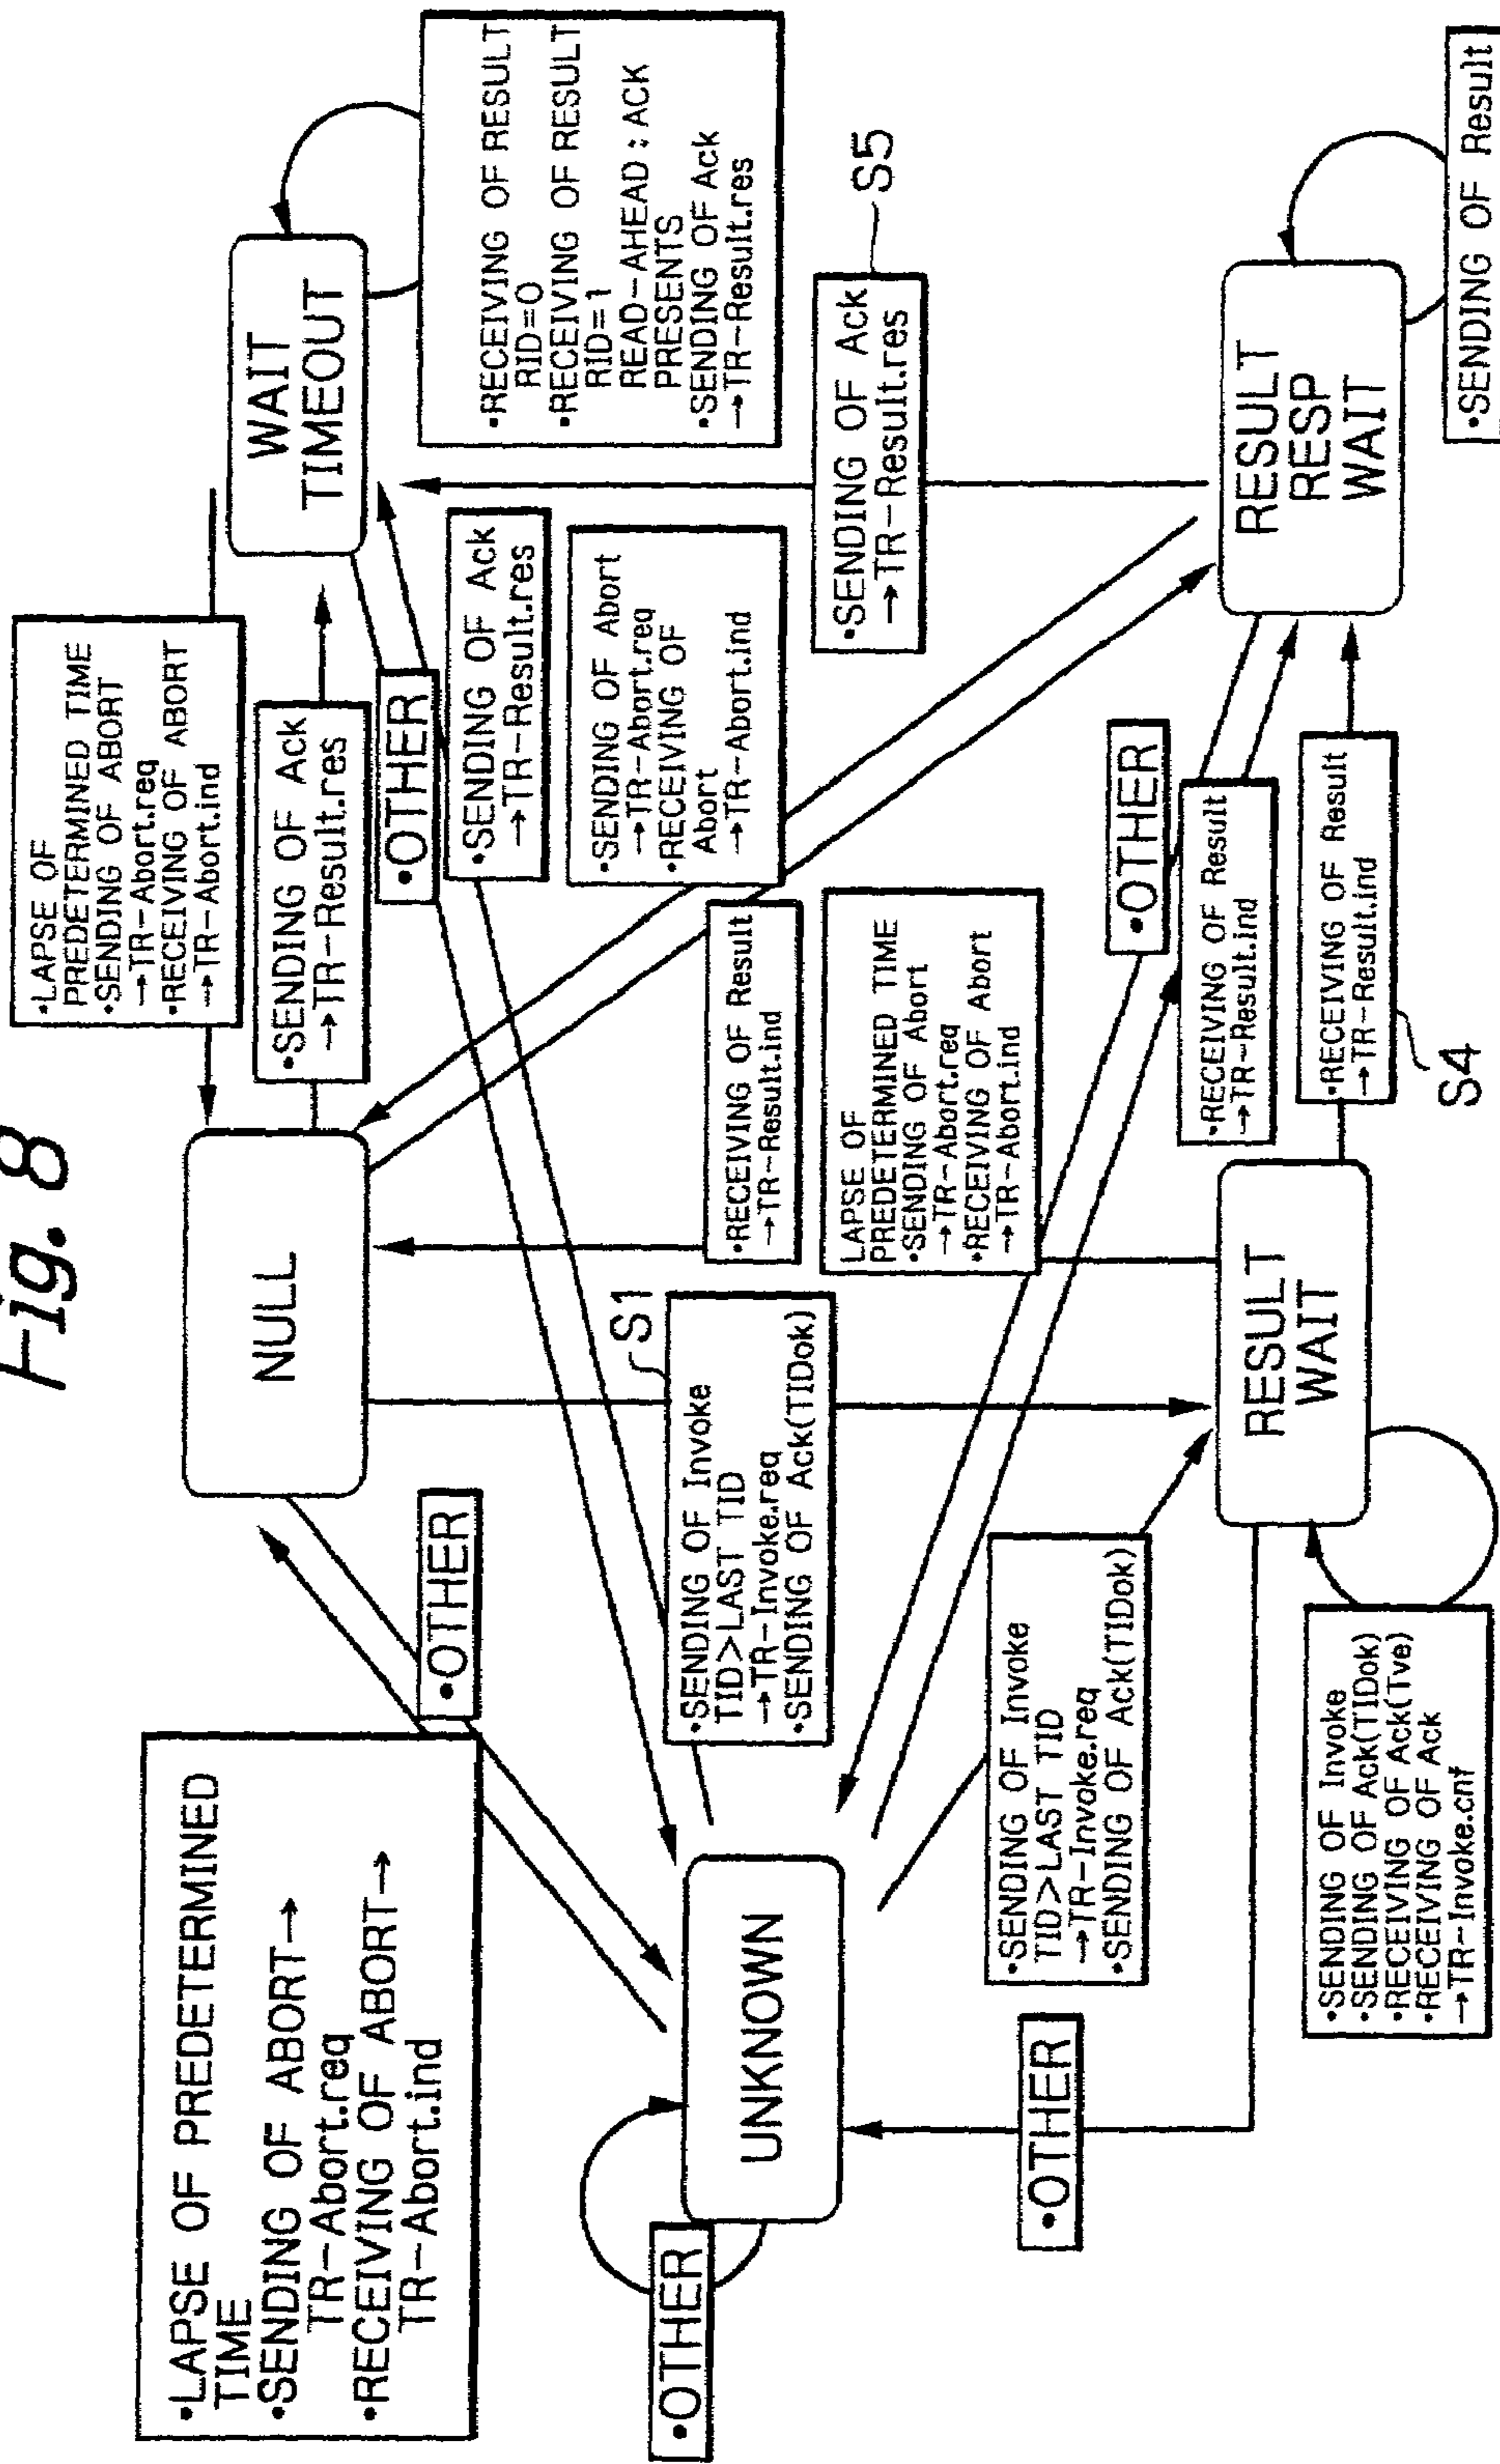 Fig. 8
•LAPSE OF PREDETERMINED
TIME
•SENDING OF ABORT→
TR-Abort.req
•RECEIVING OF ABORT→
TR-Abort.ind
•OTHER
NULL
•LAPSE OF
PREDETERMINED TIME
•SENDING OF ABORT
→TR-Abort.req
•RECEIVING OF ABORT
→TR-Abort.ind
•SENDING OF Ack
→TR-Result.res
WAIT
TIMEOUT
•RECEIVING OF RESULT
RID=0
•RECEIVING OF RESULT
RID=1
READ-AHEAD:ACK
PRESENTS
•SENDING OF Ack
→TR-Result.res
•OTHER
•SENDING OF Ack
→TR-Result.res
•SENDING OF Abort
→TR-Abort.req
•RECEIVING OF
Abort
→TR-Abort.ind
•OTHER
UNKNOWN
S1
•SENDING OF Invoke
TID>LAST TID
→TR-Invoke.req
•SENDING OF Ack(TIDok)
•RECEIVING OF Result
→TR-Result.ind
LAPSE OF
PREDETERMINED TIME
•SENDING OF Abort
→TR-Abort.req
•RECEIVING OF Abort
→TR-Abort.ind
•SENDING OF Ack
→TR-Result.res
S5
•SENDING OF Invoke
TID>LAST TID
→TR-Invoke.req
•SENDING OF Ack(TIDok)
•OTHER
•OTHER
•RECEIVING OF Result
→TR-Result.ind
•RECEIVING OF Result
→TR-Result.ind
S4
RESULT
WAIT
RESULT
RESP
WAIT
•SENDING OF Invoke
•SENDING OF Ack(TIDok)
•RECEIVING OF Ack(Tve)
•RECEIVING OF Ack
→TR-Invoke.cnf
•SENDING OF Result